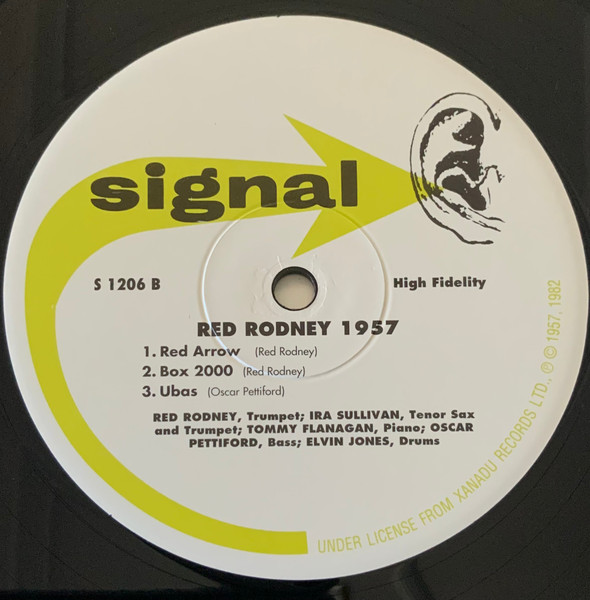 signal
S 1206 B
High Fidelity
RED RODNEY 1957
1. Red Arrow (Red Rodney)
2. Box 2000 (Red Rodney)
3. Ubas (Oscar Pettiford)
RED RODNEY, Trumpet; IRA SULLIVAN, Tenor Sax
and Trumpet; TOMMY FLANAGAN, Piano; OSCAR
PETTIFORD, Bass; ELVIN JONES, Drums
UNDER LICENSE FROM XANADU RECORDS LTD., ℗ © 1957, 1982